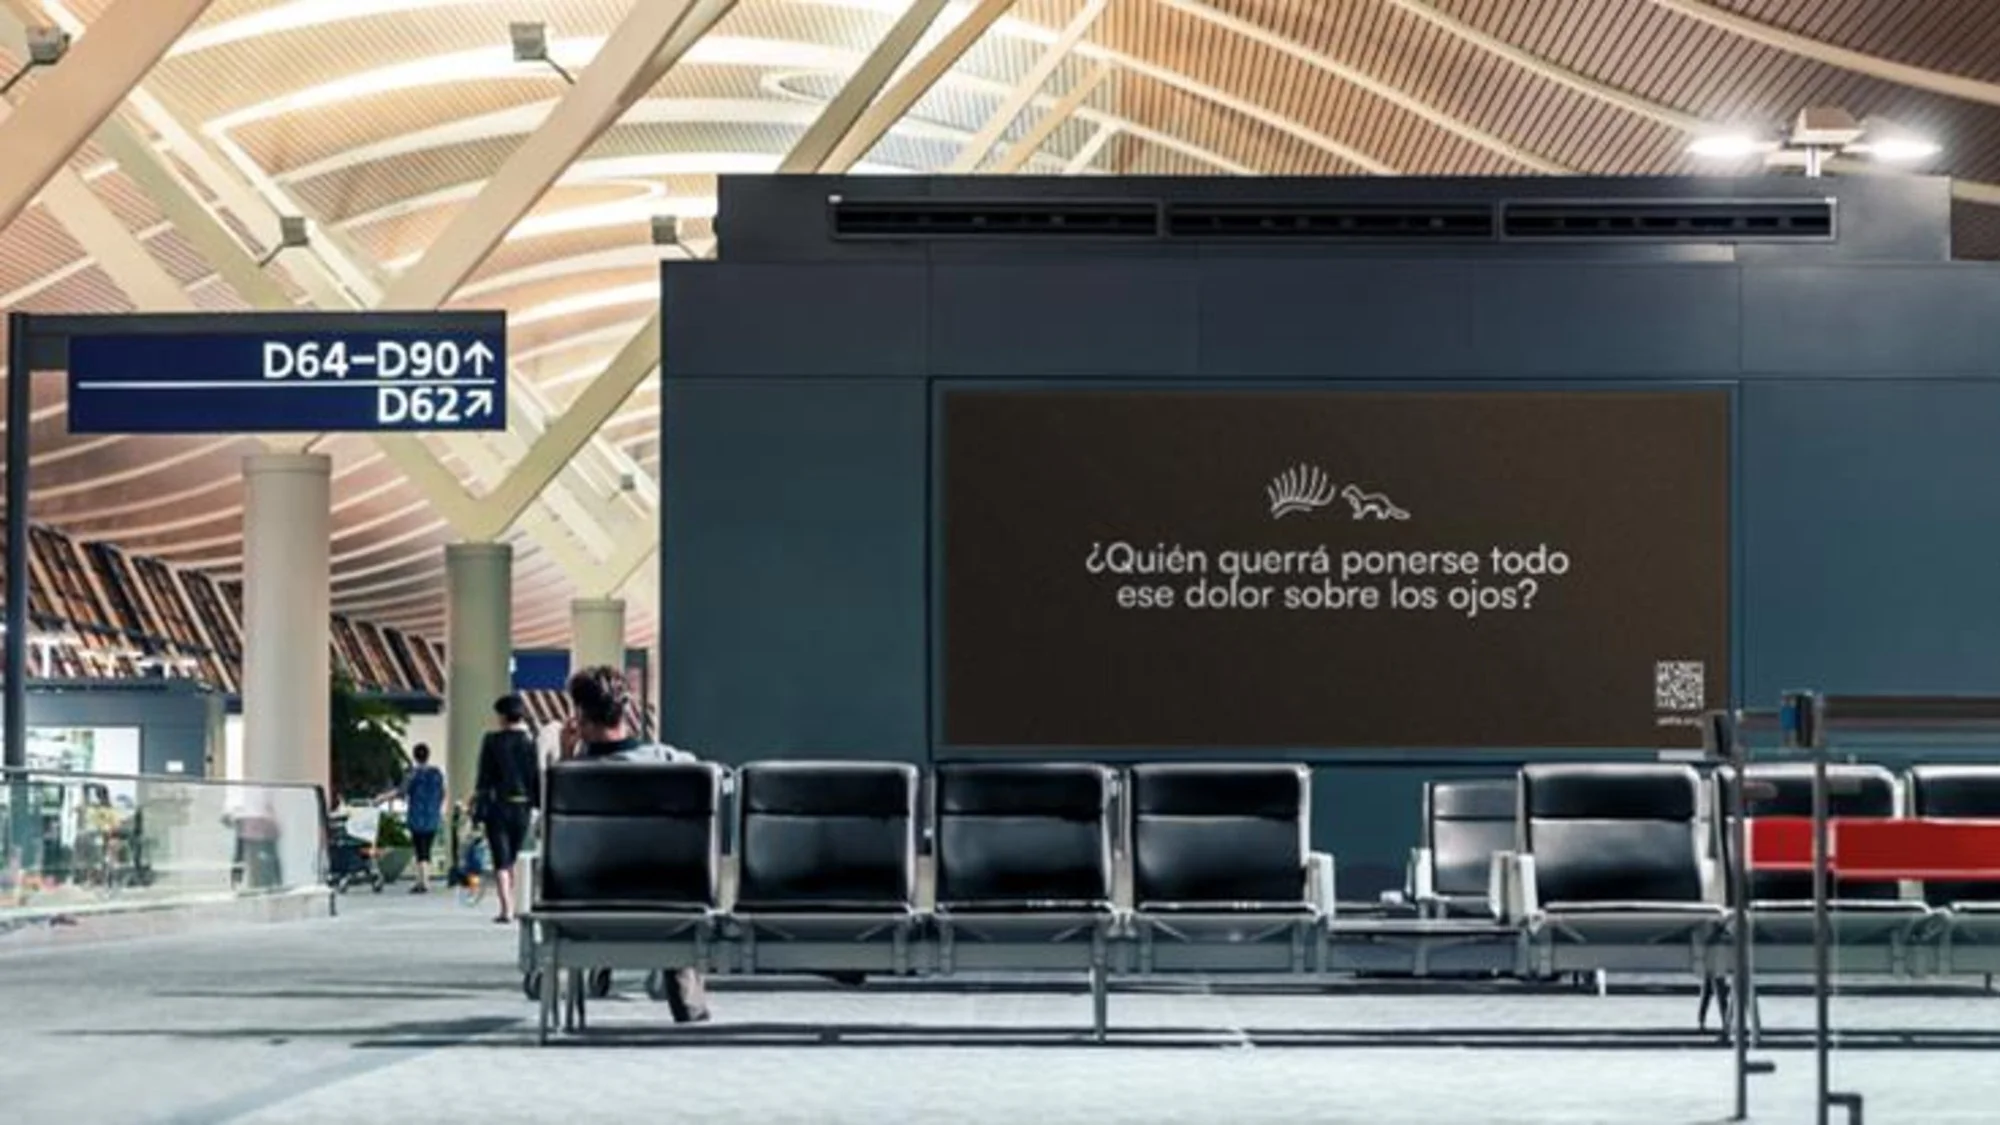 D64–D90↑
D62↗
¿Quién querrá ponerse todo
ese dolor sobre los ojos?